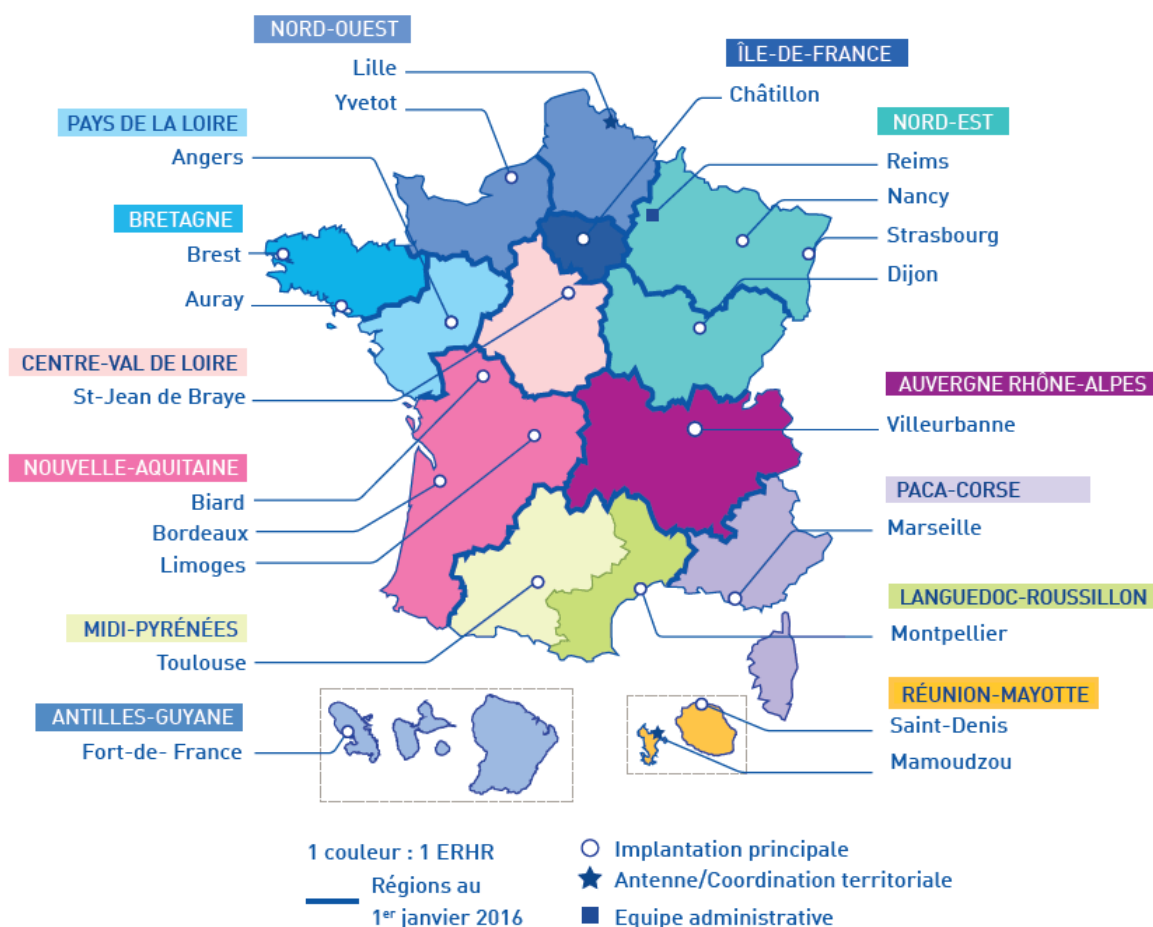 NORD-OUEST
Lille
Yvetot
ÎLE-DE-FRANCE
Châtillon
PAYS DE LA LOIRE
Angers
NORD-EST
Reims
Nancy
Strasbourg
Dijon
BRETAGNE
Brest
Auray
CENTRE-VAL DE LOIRE
St-Jean de Braye
AUVERGNE RHÔNE-ALPES
Villeurbanne
NOUVELLE-AQUITAINE
Biard
Bordeaux
Limoges
PACA-CORSE
Marseille
MIDI-PYRÉNÉES
Toulouse
LANGUEDOC-ROUSSILLON
Montpellier
ANTILLES-GUYANE
Fort-de- France
RÉUNION-MAYOTTE
Saint-Denis
Mamoudzou
1 couleur : 1 ERHR
Régions au
1er janvier 2016
Implantation principale
Antenne/Coordination territoriale
Equipe administrative